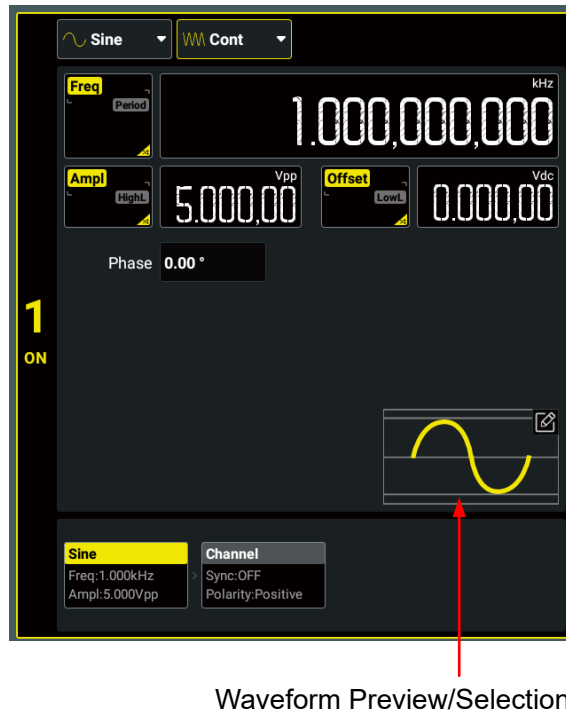 Sine Cont
Freq
Period
kHz
1.000,000,000
Ampl
HighL
Vpp
5.000,00
Offset
LowL
Vdc
0.000,00
Phase 0.00 °
1
ON
Sine
Freq:1.000kHz
Ampl:5.000Vpp
Channel
Sync:OFF
Polarity:Positive
Waveform Preview/Selection